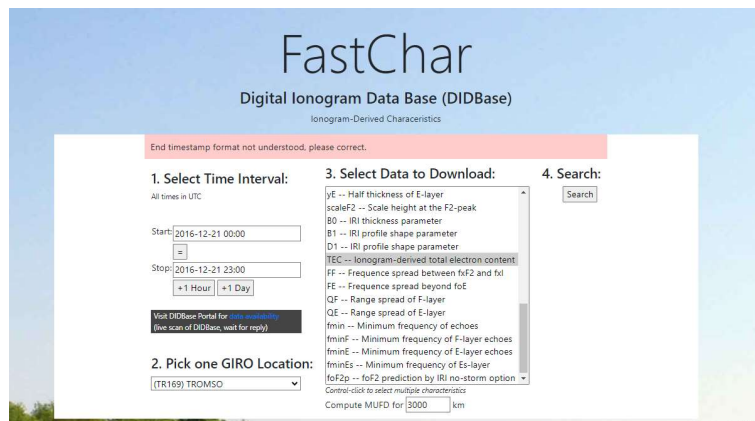 FastChar
Digital Ionogram Data Base (DIDBase)
Ionogram-Derived Characeristics
End timestamp format not understood, please correct.
1. Select Time Interval:
All times in UTC
Start: 2016-12-21 00:00
=
Stop: 2016-12-21 23:00
+1 Hour +1 Day
Visit DIDBase Portal for data availability
(live scan of DIDBase, wait for reply)
2. Pick one GIRO Location:
(TR169) TROMSO
3. Select Data to Download:
yE -- Half thickness of E-layer
scaleF2 -- Scale height at the F2-peak
B0 -- IRI thickness parameter
B1 -- IRI profile shape parameter
D1 -- IRI profile shape parameter
TEC -- Ionogram-derived total electron content
FF -- Frequence spread between fxF2 and fxI
FE -- Frequence spread beyond foE
QF -- Range spread of F-layer
QE -- Range spread of E-layer
fmin -- Minimum frequency of echoes
fminF -- Minimum frequency of F-layer echoes
fminE -- Minimum frequency of E-layer echoes
fminEs -- Minimum frequency of Es-layer
foF2p -- foF2 prediction by IRI no-storm option
Control-click to select multiple characteristics
Compute MUFD for 3000 km
4. Search:
Search